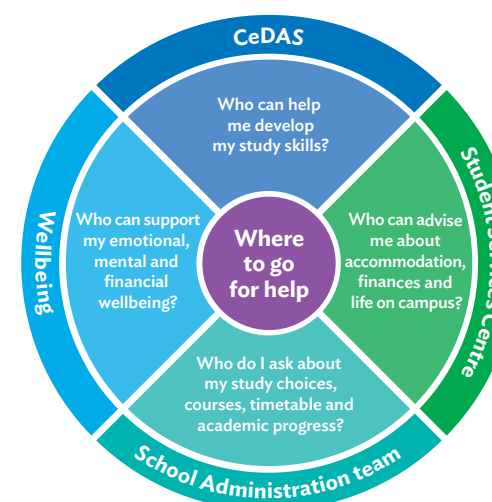 CeDAS
Who can help
me develop
my study skills?
Wellbeing
Who can support
my emotional,
mental and
financial
wellbeing?
Where
to go
for help
Who can advise
me about
accommodation,
finances and
life on campus?
Student Services Centre
Who do I ask about
my study choices,
courses, timetable and
academic progress?
School Administration team